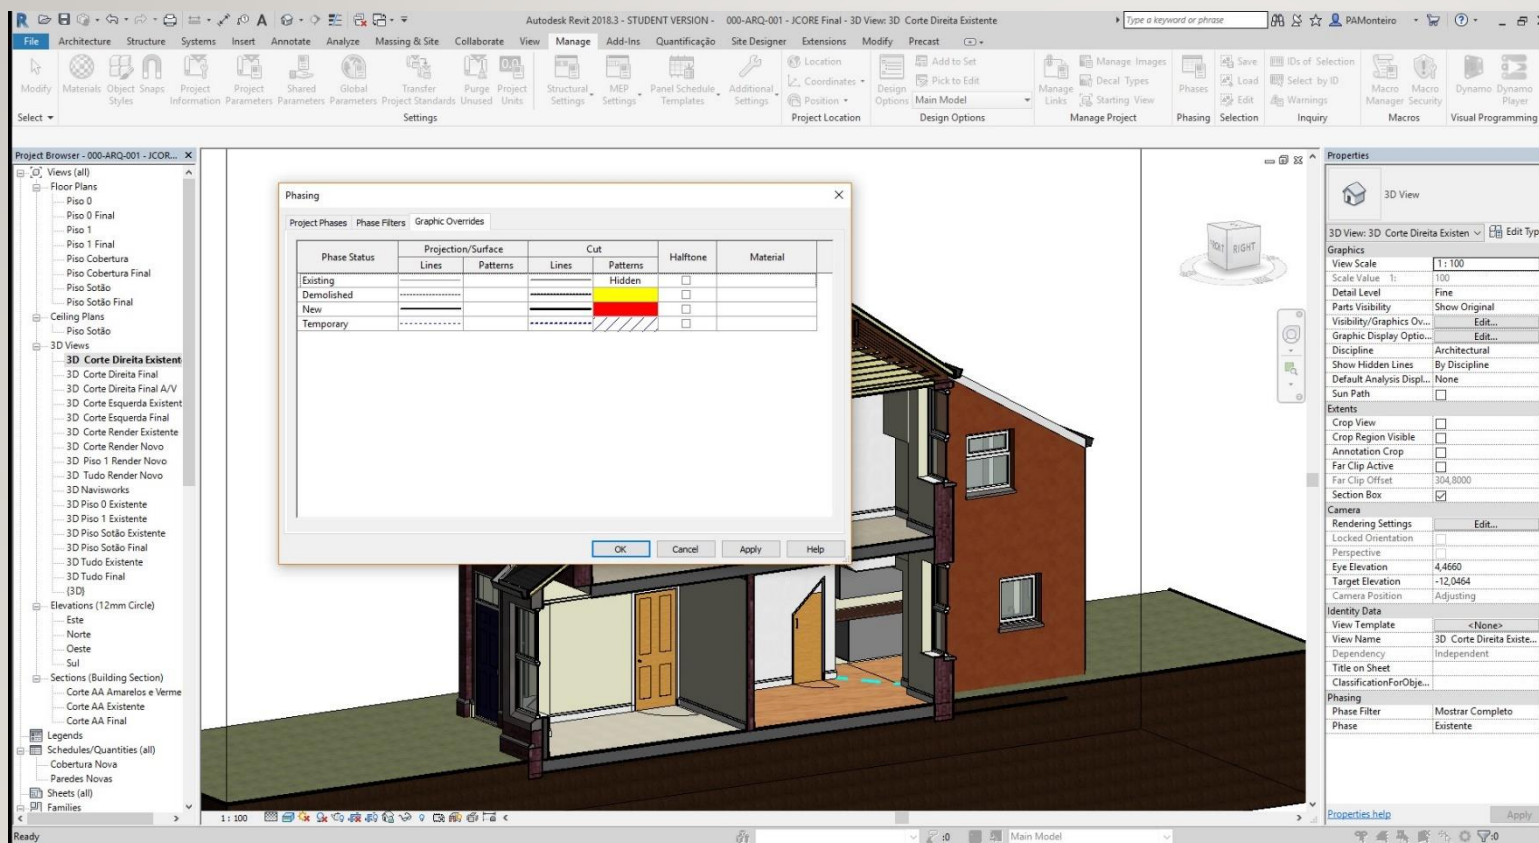 Autodesk Revit 2018.3 - STUDENT VERSION - 000-ARQ-001 - JCORE Final - 3D View: 3D Corte Direita Existente
Type a keyword or phrase
PAMonteiro
File Architecture Structure Systems Insert Annotate Analyze Massing & Site Collaborate View Manage Add-Ins Quantificação Site Designer Extensions Modify Precast
Modify
Materials
Object Styles
Snaps
Project Information
Project Parameters
Shared Parameters
Global Parameters
Transfer Project Standards
Purge Unused
Project Units
Structural Settings
MEP Settings
Panel Schedule Templates
Additional Settings
Location
Coordinates
Position
Design Options
Add to Set
Pick to Edit
Main Model
Manage Links
Manage Images
Decal Types
Starting View
Phases
Save
Load
Edit
IDs of Selection
Select by ID
Warnings
Macro Manager
Macro Security
Dynamo
Dynamo Player
Select
Settings
Project Location
Design Options
Manage Project
Phasing
Selection
Inquiry
Macros
Visual Programming
Project Browser - 000-ARQ-001 - JCOR...
Views (all)
Floor Plans
Piso 0
Piso 0 Final
Piso 1
Piso 1 Final
Piso Cobertura
Piso Cobertura Final
Piso Sotão
Piso Sotão Final
Ceiling Plans
Piso Sotão
3D Views
3D Corte Direita Existent
3D Corte Direita Final
3D Corte Direita Final A/V
3D Corte Esquerda Existent
3D Corte Esquerda Final
3D Corte Render Existente
3D Corte Render Novo
3D Piso 1 Render Novo
3D Tudo Render Novo
3D Navisworks
3D Piso 0 Existente
3D Piso 1 Existente
3D Piso Sotão Existente
3D Piso Sotão Final
3D Tudo Existente
3D Tudo Final
{3D}
Elevations (12mm Circle)
Este
Norte
Oeste
Sul
Sections (Building Section)
Corte AA Amarelos e Verme
Corte AA Existente
Corte AA Final
Legends
Schedules/Quantities (all)
Cobertura Nova
Paredes Novas
Sheets (all)
Families
Phasing
Project Phases Phase Filters Graphic Overrides
Phase Status Projection/Surface Cut Halftone Material
Lines Patterns Lines Patterns
Existing Hidden
Demolished
New
Temporary
OK Cancel Apply Help
FRONT RIGHT
Properties
3D View
3D View: 3D Corte Direita Existen Edit Typ
Graphics
View Scale 1 : 100
Scale Value 1: 100
Detail Level Fine
Parts Visibility Show Original
Visibility/Graphics Ov... Edit...
Graphic Display Optio... Edit...
Discipline Architectural
Show Hidden Lines By Discipline
Default Analysis Displ... None
Sun Path
Extents
Crop View
Crop Region Visible
Annotation Crop
Far Clip Active
Far Clip Offset 304,8000
Section Box
Camera
Rendering Settings Edit...
Locked Orientation
Perspective
Eye Elevation 4,4660
Target Elevation -12,0464
Camera Position Adjusting
Identity Data
View Template <None>
View Name 3D Corte Direita Existe...
Dependency Independent
Title on Sheet
ClassificationForObje...
Phasing
Phase Filter Mostrar Completo
Phase Existente
Properties help Apply
1 : 100
Ready
:0
Main Model
:0